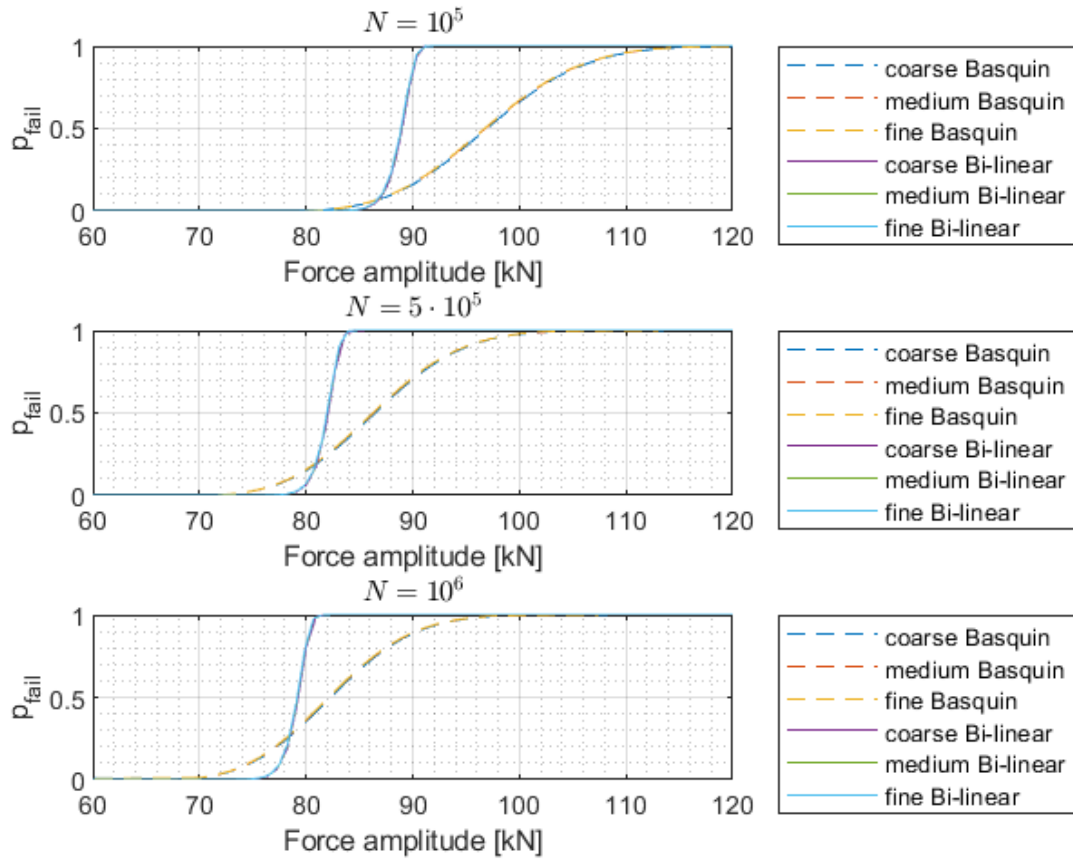 N = 10^5
1
0.5
0
p_fail
60 70 80 90 100 110 120
Force amplitude [kN]
coarse Basquin
medium Basquin
fine Basquin
coarse Bi-linear
medium Bi-linear
fine Bi-linear
N = 5 · 10^5
1
0.5
0
p_fail
60 70 80 90 100 110 120
Force amplitude [kN]
coarse Basquin
medium Basquin
fine Basquin
coarse Bi-linear
medium Bi-linear
fine Bi-linear
N = 10^6
1
0.5
0
p_fail
60 70 80 90 100 110 120
Force amplitude [kN]
coarse Basquin
medium Basquin
fine Basquin
coarse Bi-linear
medium Bi-linear
fine Bi-linear